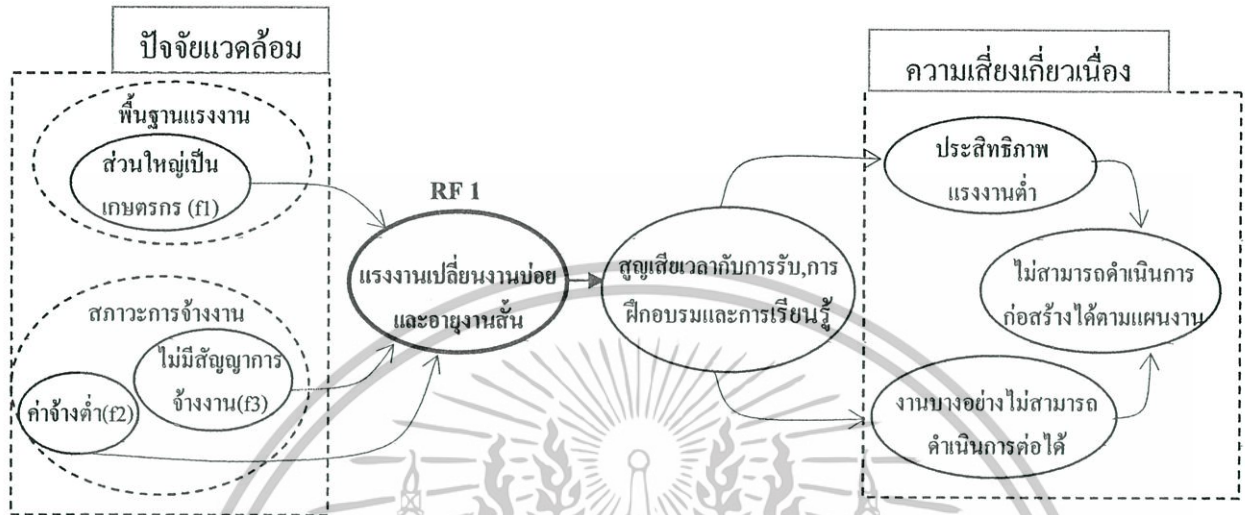 ปัจจัยแวดล้อม
พื้นฐานแรงงาน
ส่วนใหญ่เป็น
เกษตรกร (f1)
สภาวะการจ้างงาน
ไม่มีสัญญาการ
จ้างงาน(f3)
ค่าจ้างต่ำ(f2)
RF 1
แรงงานเปลี่ยนงานบ่อย
และอายุงานสั้น
สูญเสียเวลากับการรับ,การ
ฝึกอบรมและการเรียนรู้
ความเสี่ยงเกี่ยวเนื่อง
ประสิทธิภาพ
แรงงานต่ำ
ไม่สามารถดำเนินการ
ก่อสร้างได้ตามแผนงาน
งานบางอย่างไม่สามารถ
ดำเนินการต่อได้